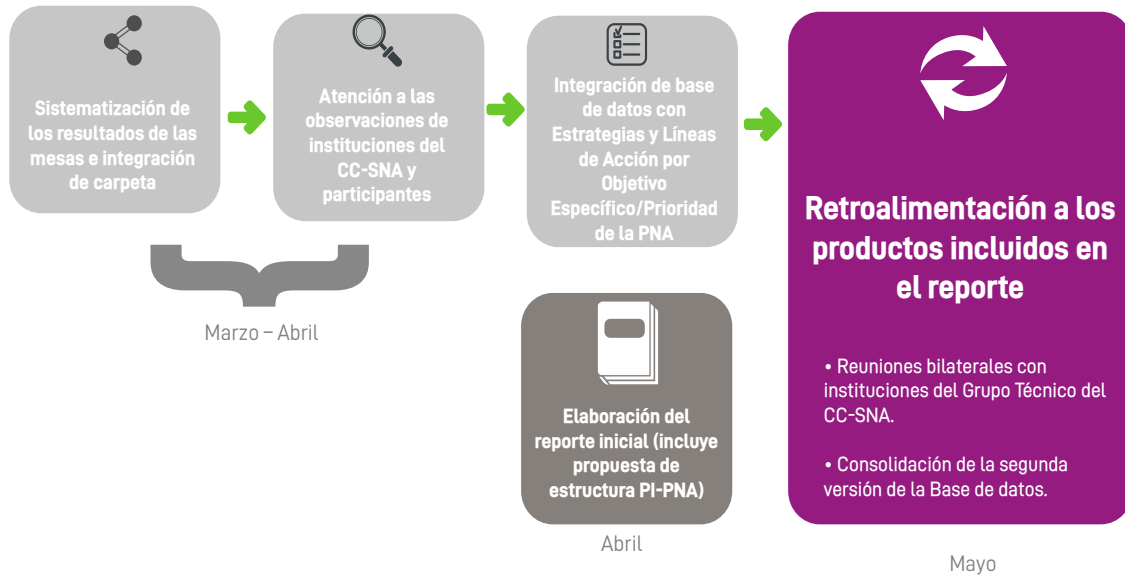 Sistematización de
los resultados de las
mesas e integración
de carpeta
Atención a las
observaciones de
instituciones del
CC-SNA y
participantes
Integración de base
de datos con
Estrategias y Líneas
de Acción por
Objetivo
Específico/Prioridad
de la PNA
Marzo – Abril
Elaboración del
reporte inicial (incluye
propuesta de
estructura PI-PNA)
Abril
Retroalimentación a los
productos incluidos en
el reporte
• Reuniones bilaterales con
instituciones del Grupo Técnico del
CC-SNA.
• Consolidación de la segunda
versión de la Base de datos.
Mayo